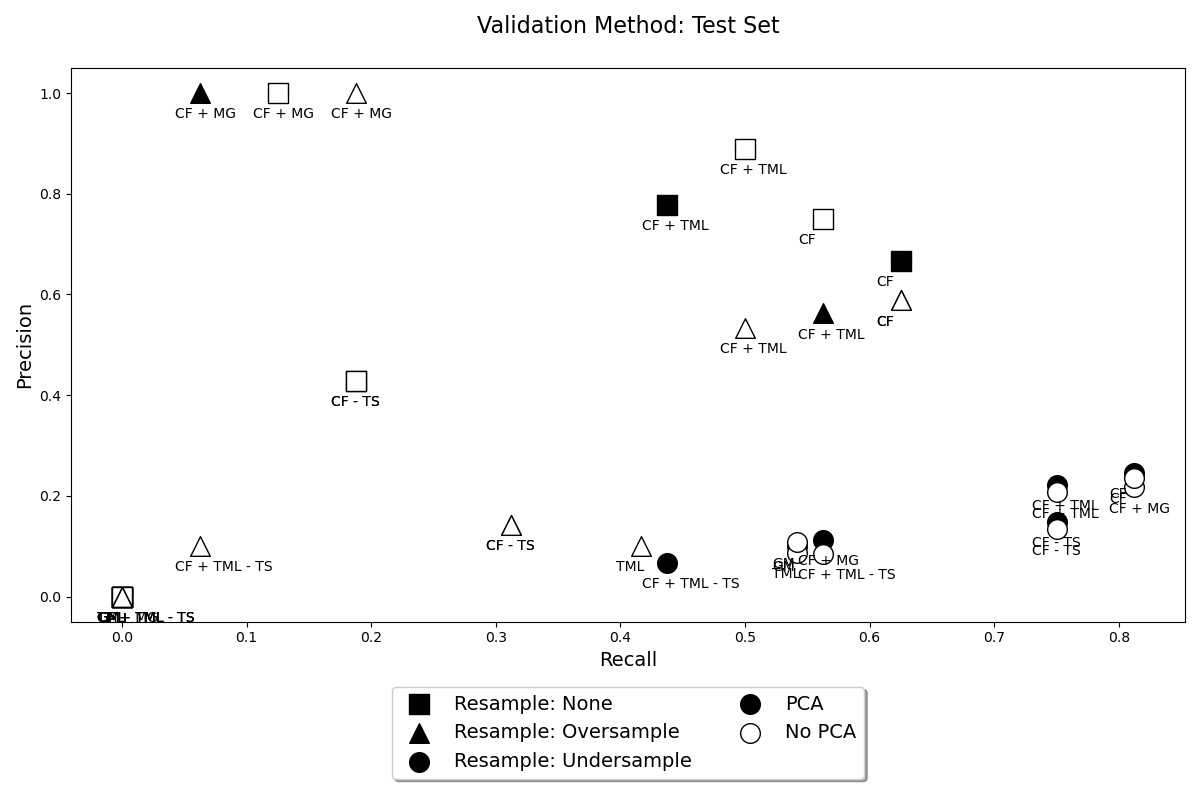 Validation Method: Test Set
1.0
CF + MG
CF + MG
CF + MG
CF + TML
0.8
CF + TML
CF
CF
0.6
CF
CF + TML
CF + TML
Precision
0.4
CF - TS
0.2
CF
CF
CF + MG
CF + TML
CF + TML
CF - TS
CF - TS
CF - TS
TML
GM
GM
TML
CF + MG
CF + TML - TS
CF + TML - TS
CF + TML - TS
0.0
0.0
0.1
0.2
0.3
0.4
0.5
0.6
0.7
0.8
Recall
Resample: None
Resample: Oversample
Resample: Undersample
PCA
No PCA